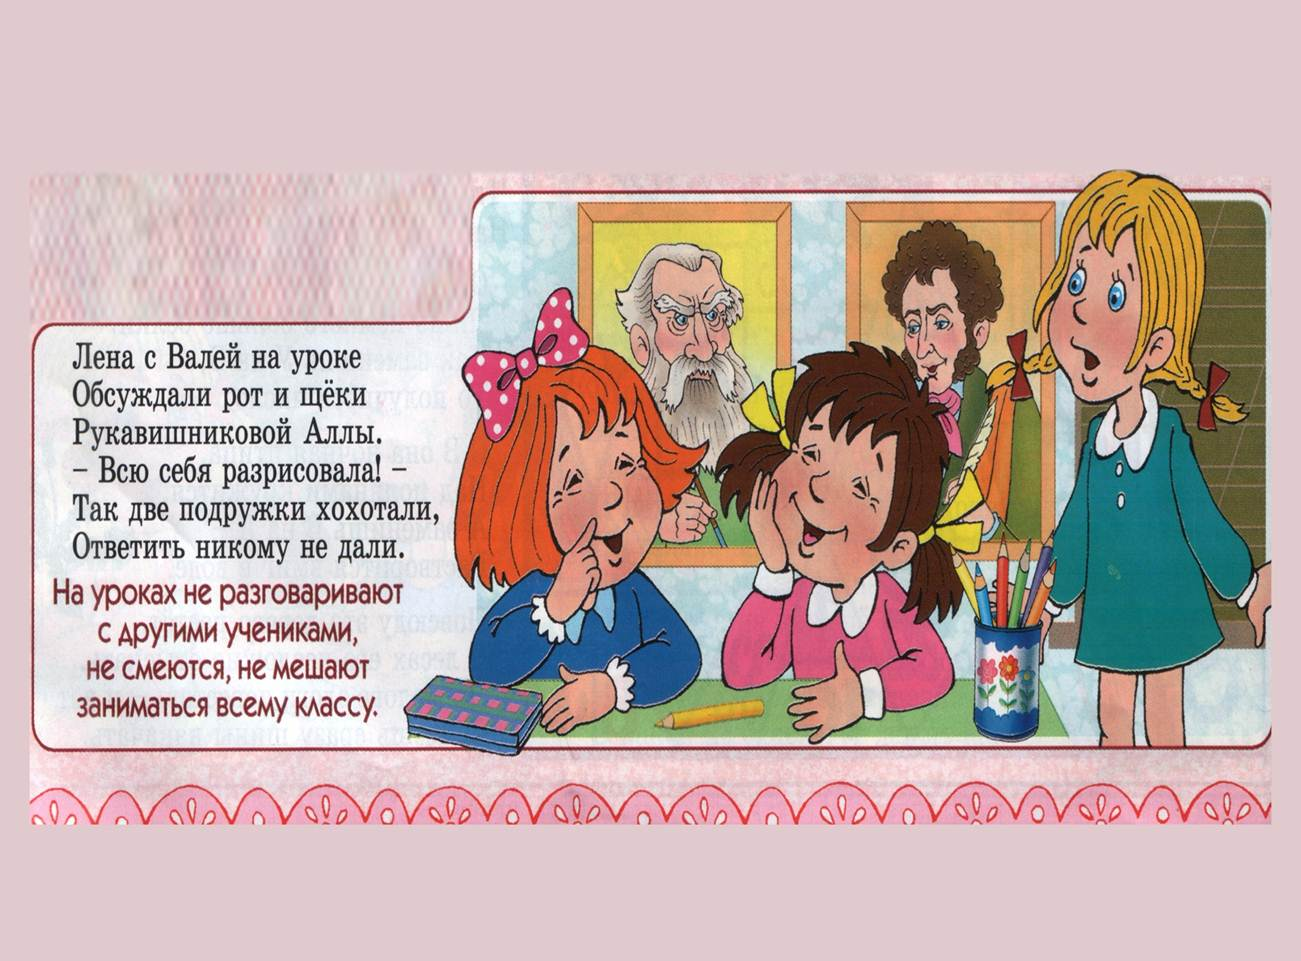 Лена с Валей на уроке
Обсуждали рот и щёки
Рукавишниковой Аллы.
– Всю себя разрисовала! –
Так две подружки хохотали,
Ответить никому не дали.
На уроках не разговаривают
с другими учениками,
не смеются, не мешают
заниматься всему классу.